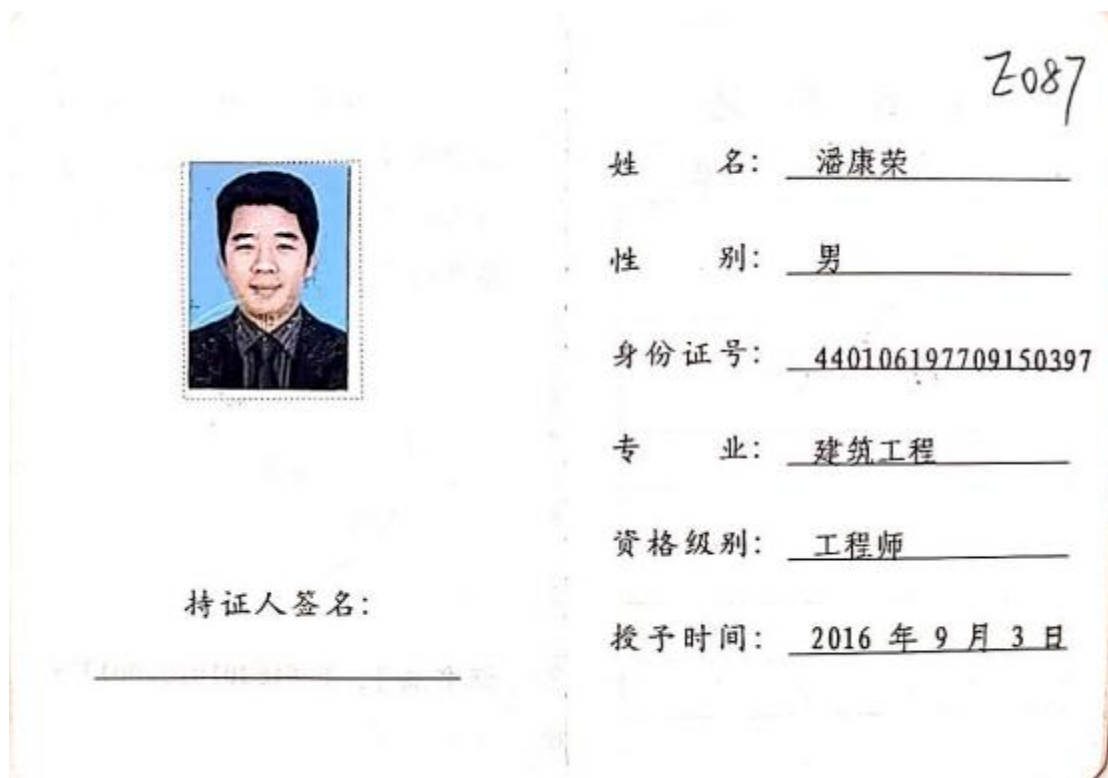 Z087
姓 名: 潘康荣
性 别: 男
身份证号: 440106197709150397
专 业: 建筑工程
资格级别: 工程师
持证人签名:
授予时间: 2016 年 9 月 3 日